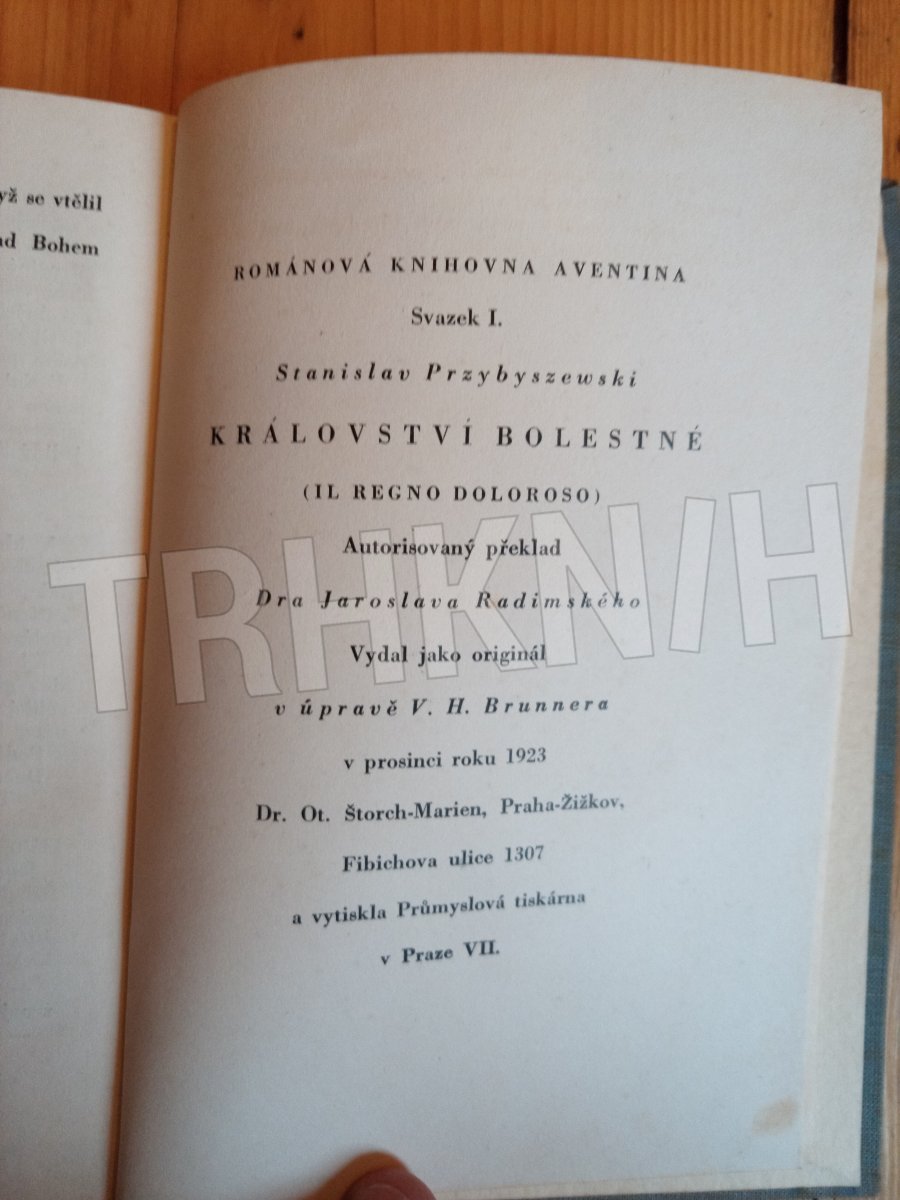 yž se vtělil
ad Bohem
ROMÁNOVÁ KNIHOVNA AVENTINA
Svazek I.
Stanislav Przybyszewski
KRÁLOVSTVÍ BOLESTNÉ
(IL REGNO DOLOROSO)
Autorisovaný překlad
Dra Jaroslava Radimského
Vydal jako originál
v úpravě V. H. Brunnera
v prosinci roku 1923
Dr. Ot. Štorch-Marien, Praha-Žižkov,
Fibichova ulice 1307
a vytiskla Průmyslová tiskárna
v Praze VII.
TRHKNIH